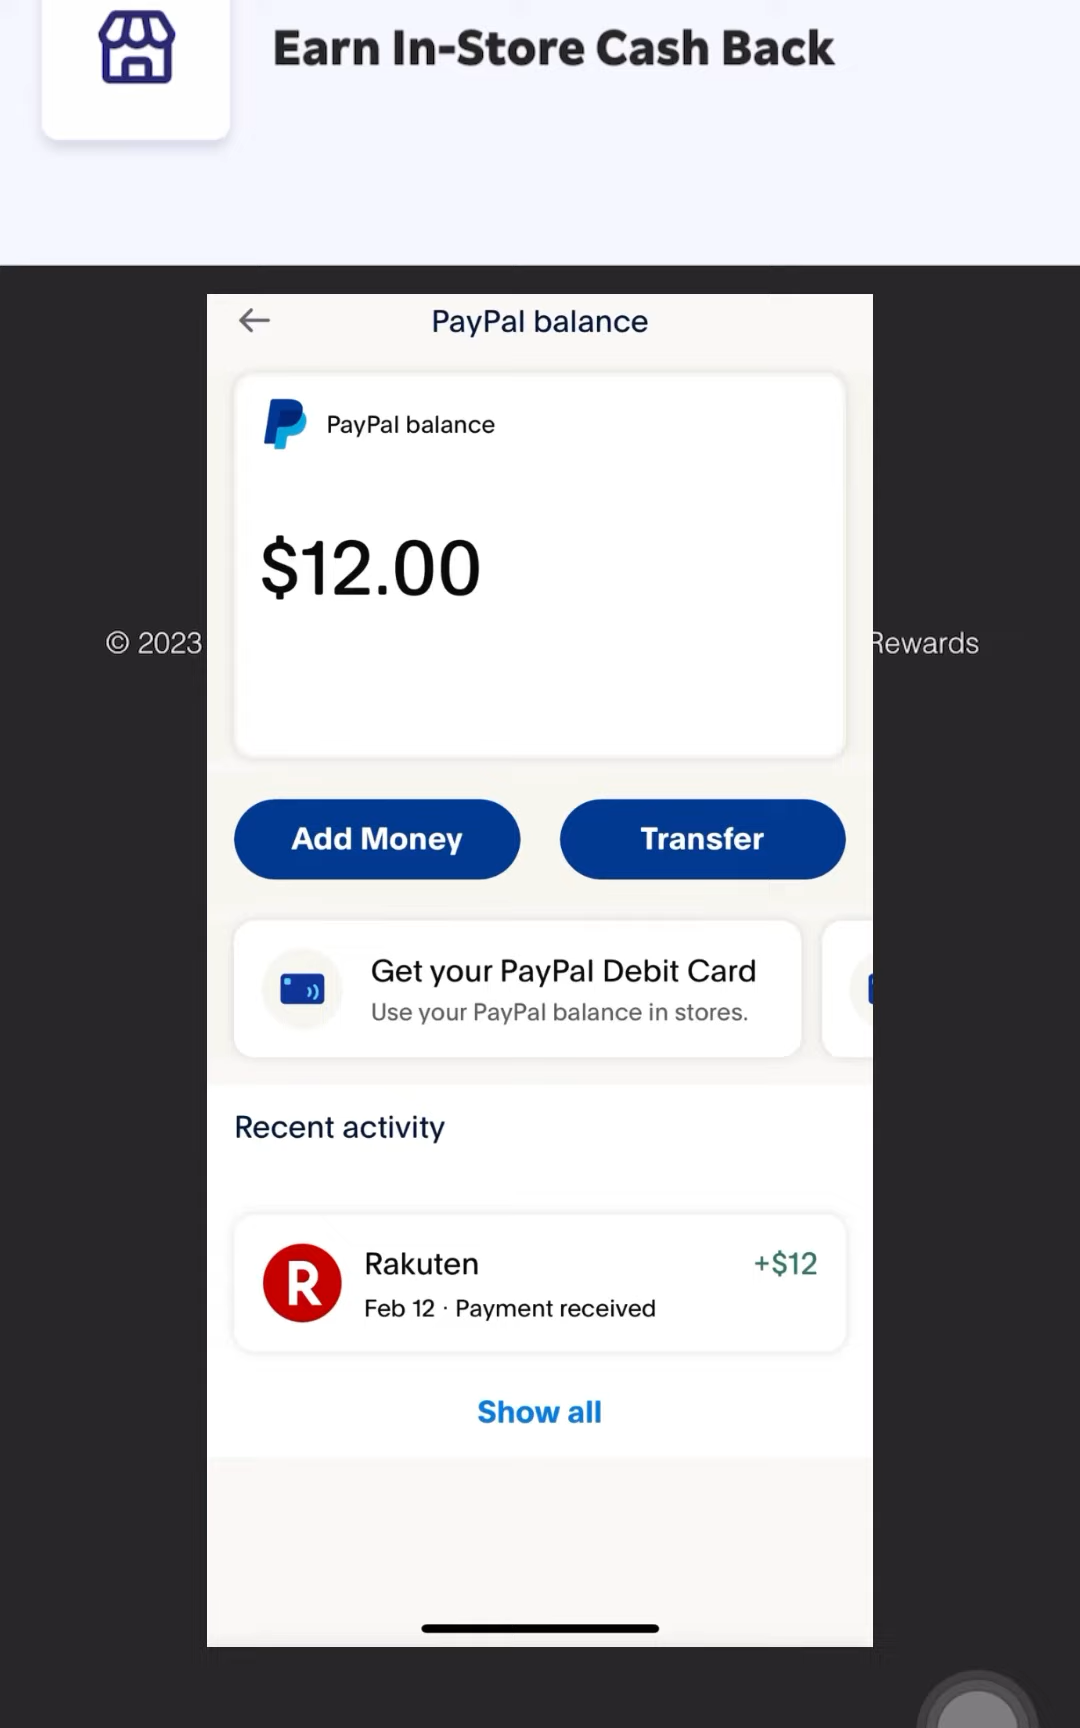 Earn In-Store Cash Back
PayPal balance
PayPal balance
$12.00
© 2023
Rewards
Add Money
Transfer
Get your PayPal Debit Card
Use your PayPal balance in stores.
Recent activity
R
Rakuten
+$12
Feb 12 · Payment received
Show all